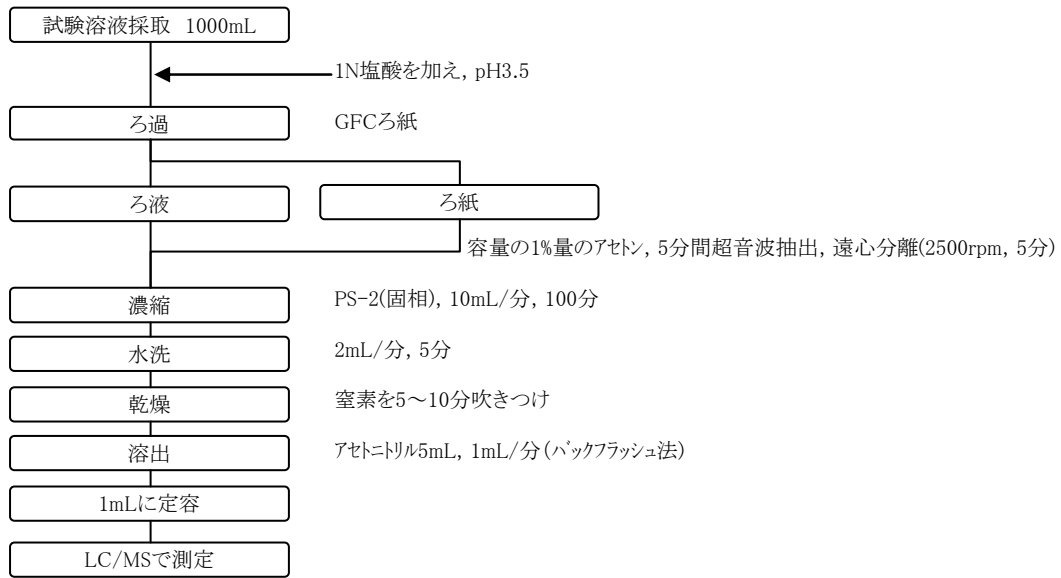 試験溶液採取 1000mL
1N塩酸を加え, pH3.5
ろ過 GFCろ紙
ろ液 ろ紙
容量の1%量のアセトン, 5分間超音波抽出, 遠心分離(2500rpm, 5分)
濃縮 PS-2(固相), 10mL/分, 100分
水洗 2mL/分, 5分
乾燥 窒素を5～10分吹きつけ
溶出 アセトニトリル5mL, 1mL/分(バックフラッシュ法)
1mLに定容
LC/MSで測定